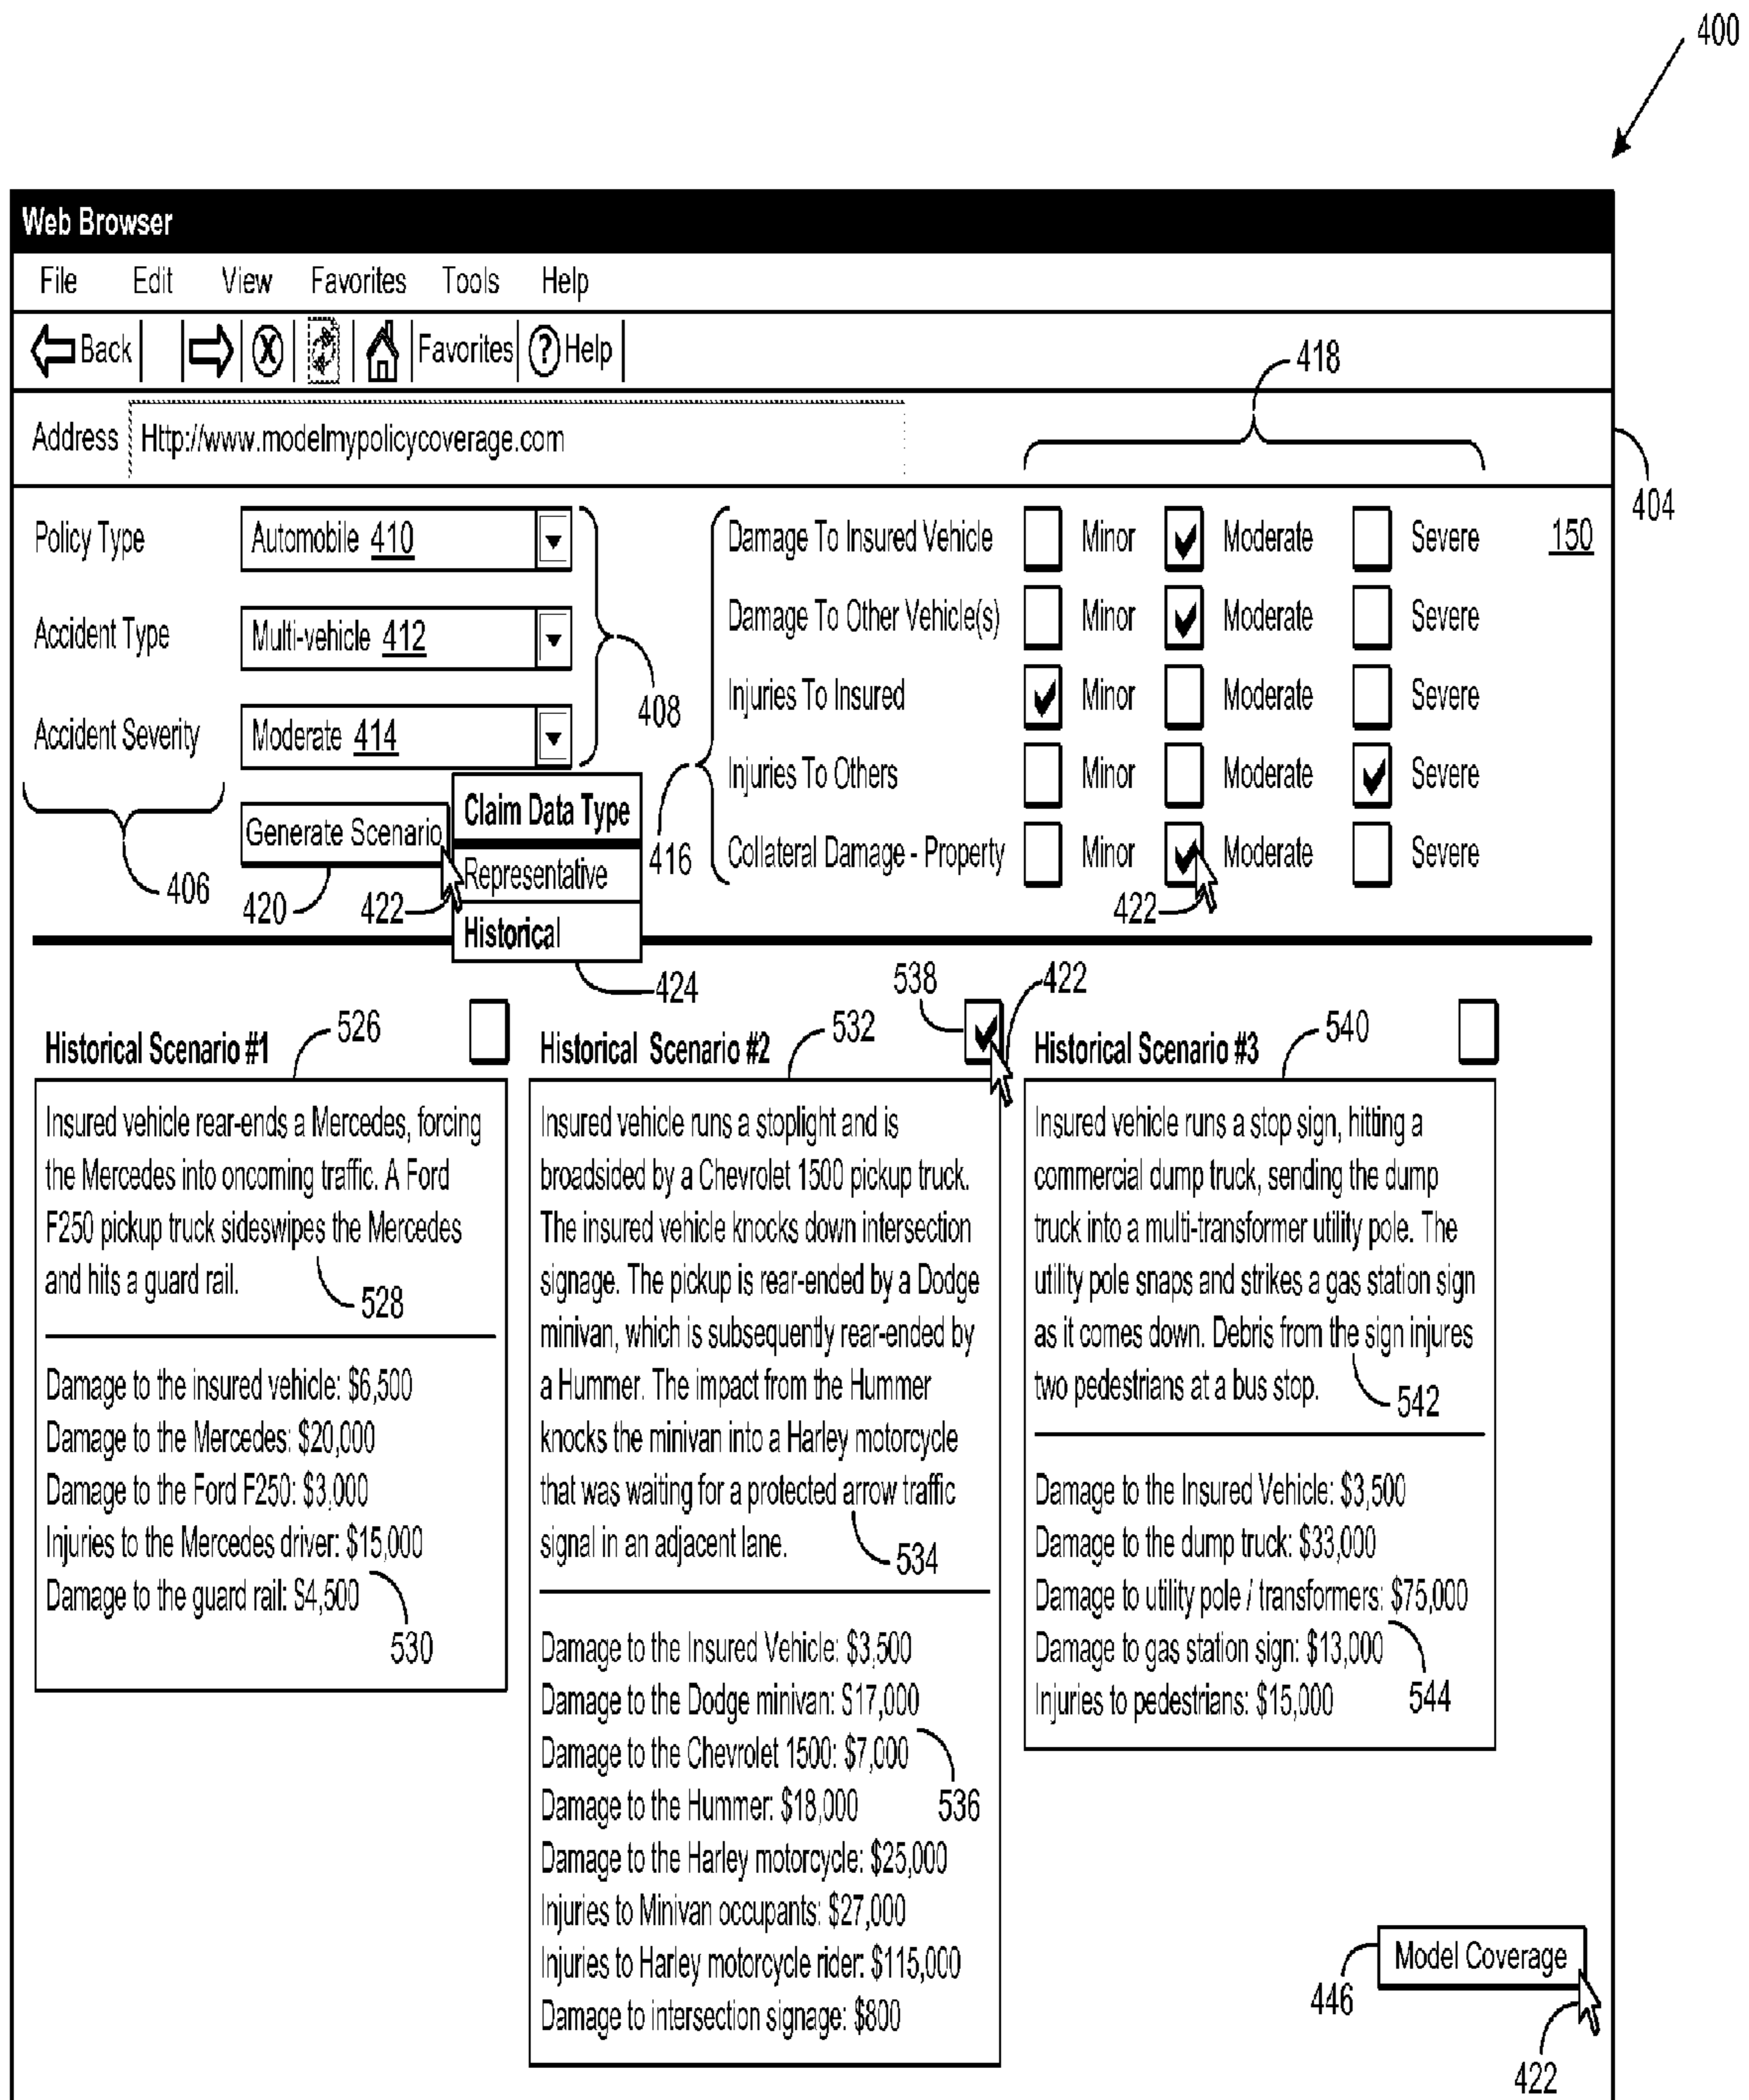 400
Web Browser
File Edit View Favorites Tools Help
Back X Favorites ? Help
418
Address Http://www.modelmypolicycoverage.com
404
Policy Type Automobile 410
Accident Type Multi-vehicle 412
Accident Severity Moderate 414
408
406
Generate Scenario
420
422
Claim Data Type
Representative
Historical
424
416
Damage To Insured Vehicle Minor Moderate Severe 150
Damage To Other Vehicle(s) Minor Moderate Severe
Injuries To Insured Minor Moderate Severe
Injuries To Others Minor Moderate Severe
Collateral Damage - Property Minor Moderate Severe
422
Historical Scenario #1 526
Insured vehicle rear-ends a Mercedes, forcing
the Mercedes into oncoming traffic. A Ford
F250 pickup truck sideswipes the Mercedes
and hits a guard rail.
528
Damage to the insured vehicle: $6,500
Damage to the Mercedes: $20,000
Damage to the Ford F250: $3,000
Injuries to the Mercedes driver: $15,000
Damage to the guard rail: $4,500
530
Historical Scenario #2 532
538
422
Insured vehicle runs a stoplight and is
broadsided by a Chevrolet 1500 pickup truck.
The insured vehicle knocks down intersection
signage. The pickup is rear-ended by a Dodge
minivan, which is subsequently rear-ended by
a Hummer. The impact from the Hummer
knocks the minivan into a Harley motorcycle
that was waiting for a protected arrow traffic
signal in an adjacent lane.
534
Damage to the Insured Vehicle: $3,500
Damage to the Dodge minivan: $17,000
Damage to the Chevrolet 1500: $7,000
Damage to the Hummer: $18,000
536
Damage to the Harley motorcycle: $25,000
Injuries to Minivan occupants: $27,000
Injuries to Harley motorcycle rider: $115,000
Damage to intersection signage: $800
Historical Scenario #3 540
Insured vehicle runs a stop sign, hitting a
commercial dump truck, sending the dump
truck into a multi-transformer utility pole. The
utility pole snaps and strikes a gas station sign
as it comes down. Debris from the sign injures
two pedestrians at a bus stop.
542
Damage to the Insured Vehicle: $3,500
Damage to the dump truck: $33,000
Damage to utility pole / transformers: $75,000
Damage to gas station sign: $13,000
Injuries to pedestrians: $15,000
544
446
Model Coverage
422